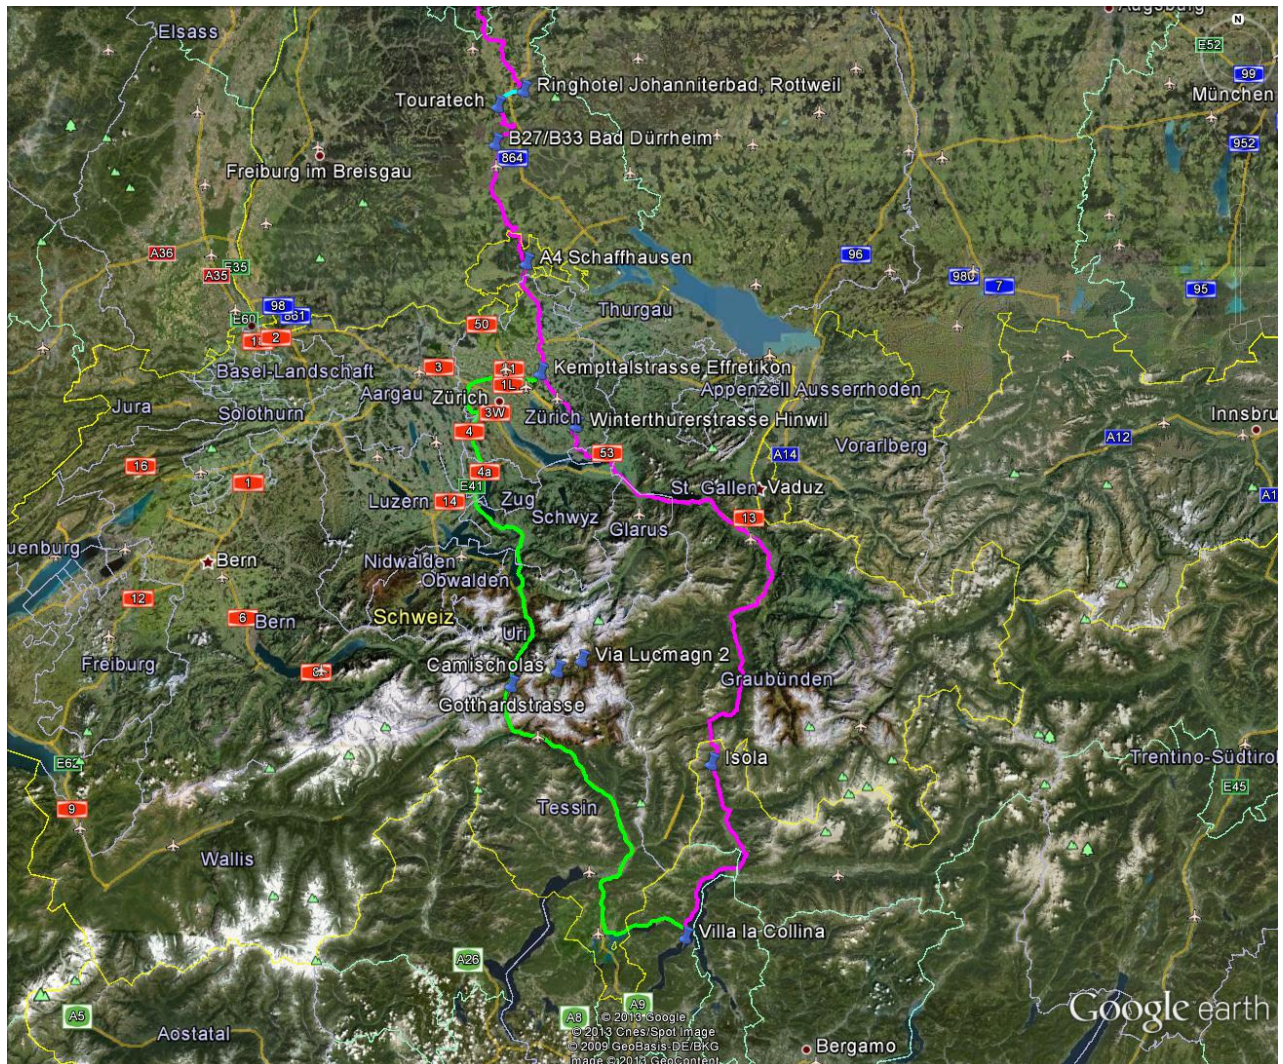 Augsburg
N
Elsass
E52
99
München
Ringhotel Johanniterbad, Rottweil
Touratech
B27/B33 Bad Dürrheim
952
864
Freiburg im Breisgau
A36
E35
A35
A4 Schaffhausen
96
980
7
95
98
861
E60
Thurgau
50
2
3
Kempttalstrasse Effretikon
Basel-Landschaft
1L
Aargau
Appenzell Ausserrhoden
Jura
Solothurn
Zürich
3W
Zürich
Winterthurerstrasse Hinwil
Innsbru
4
A12
Vorarlberg
53
A14
16
4a
1
E41
St. Gallen
Vaduz
A1
Luzern
14
Zug
Schwyz
13
Glarus
uenburg
Bern
Nidwalden
Obwalden
12
6
Bern
Schweiz
Uri
Freiburg
Camischolas
Via Lucmagn 2
Graubünden
Gotthardstrasse
E62
Isola
Trentino-Südtirol
E45
9
Tessin
Wallis
Villa la Collina
A26
A9
A5
A8
© 2013 Google
© 2013 Cnes/Spot Image
© 2009 GeoBasis-DE/BKG
Image © 2013 GeoContent
Google earth
Aostatal
Bergamo